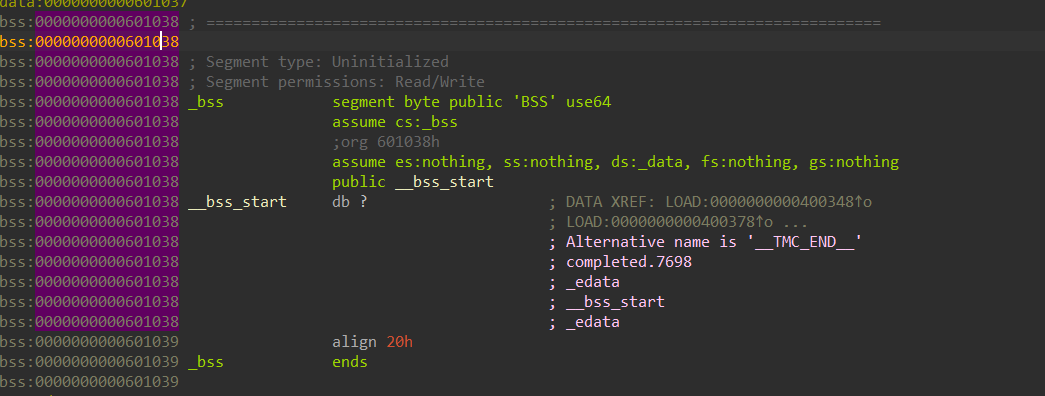 data:0000000000601037
bss:0000000000601038 ; ===========================================================================
bss:0000000000601038
bss:0000000000601038 ; Segment type: Uninitialized
bss:0000000000601038 ; Segment permissions: Read/Write
bss:0000000000601038 _bss segment byte public 'BSS' use64
bss:0000000000601038 assume cs:_bss
bss:0000000000601038 ;org 601038h
bss:0000000000601038 assume es:nothing, ss:nothing, ds:_data, fs:nothing, gs:nothing
bss:0000000000601038 public __bss_start
bss:0000000000601038 __bss_start db ? ; DATA XREF: LOAD:0000000000400348↑o
bss:0000000000601038 ; LOAD:0000000000400378↑o ...
bss:0000000000601038 ; Alternative name is '__TMC_END__'
bss:0000000000601038 ; completed.7698
bss:0000000000601038 ; _edata
bss:0000000000601038 ; __bss_start
bss:0000000000601038 ; _edata
bss:0000000000601039 align 20h
bss:0000000000601039 _bss ends
bss:0000000000601039